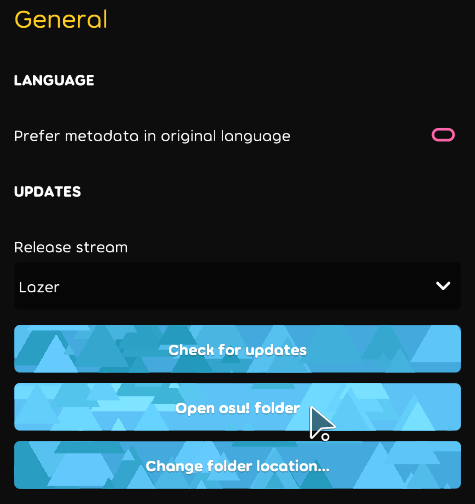 General
LANGUAGE
Prefer metadata in original language
UPDATES
Release stream
Lazer
Check for updates
Open osu! folder
Change folder location...